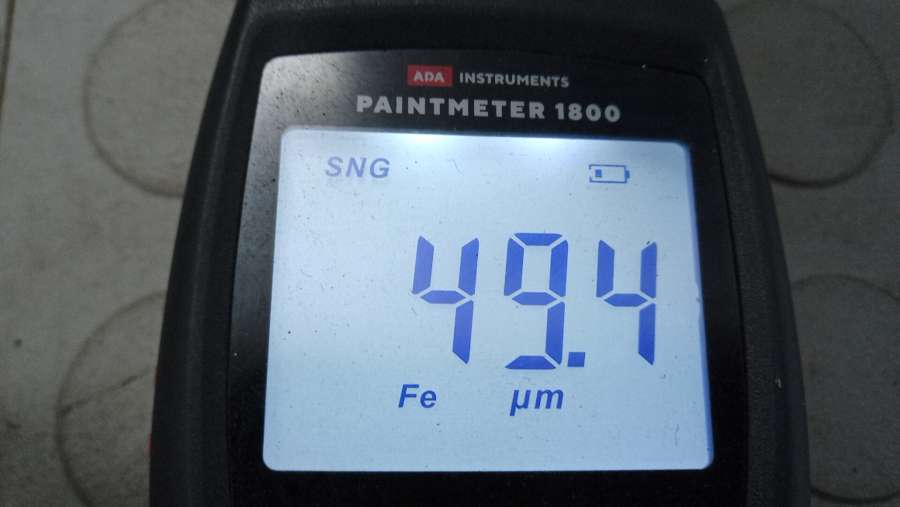 ADA INSTRUMENTS
PAINTMETER 1800
SNG
49.4
Fe µm